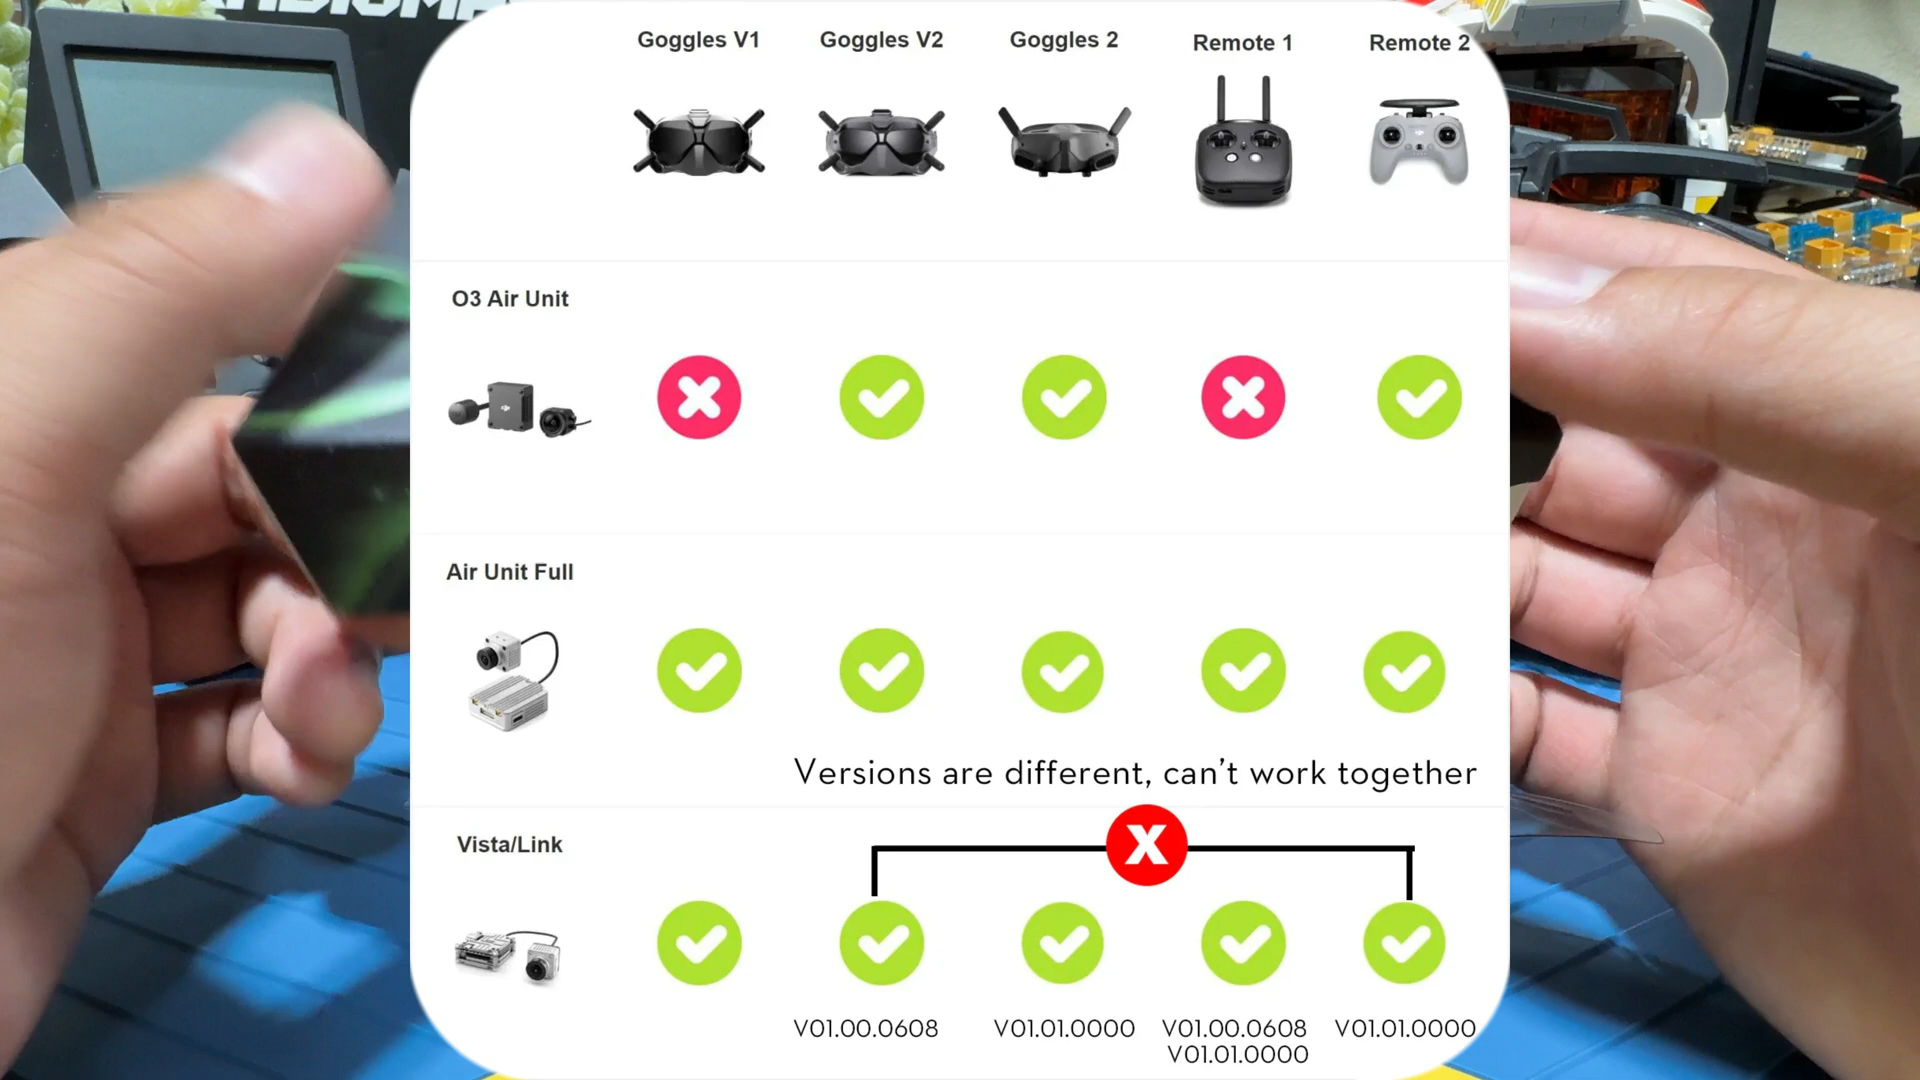 Goggles V1 Goggles V2 Goggles 2 Remote 1 Remote 2
O3 Air Unit
Air Unit Full
Versions are different, can't work together
X
Vista/Link
V01.00.0608 V01.01.0000 V01.00.0608 V01.01.0000
V01.01.0000